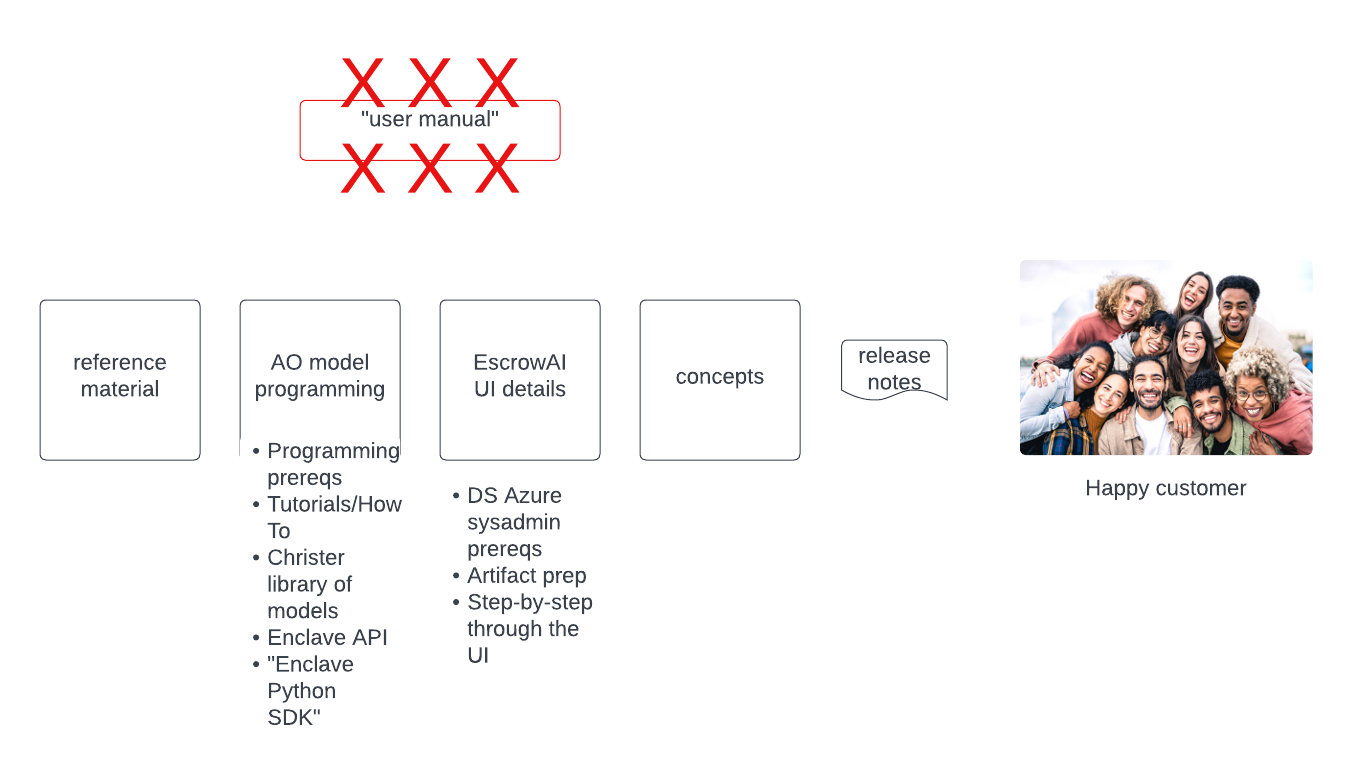 X X X
"user manual"
X X X
reference
material
AO model
programming
• Programming
prereqs
• Tutorials/How
To
• Christer
library of
models
• Enclave API
• "Enclave
Python
SDK"
EscrowAI
UI details
• DS Azure
sysadmin
prereqs
• Artifact prep
• Step-by-step
through the
UI
concepts
release
notes
Happy customer